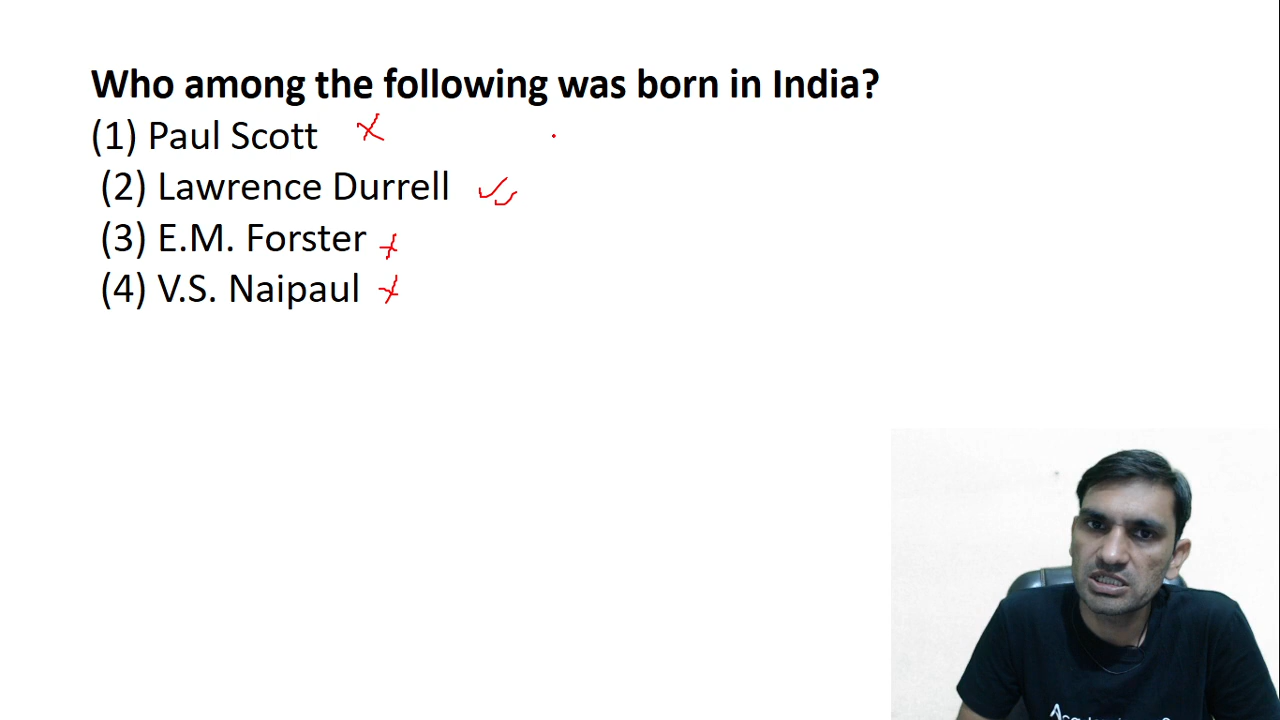 Who among the following was born in India?
(1) Paul Scott
(2) Lawrence Durrell
(3) E.M. Forster
(4) V.S. Naipaul